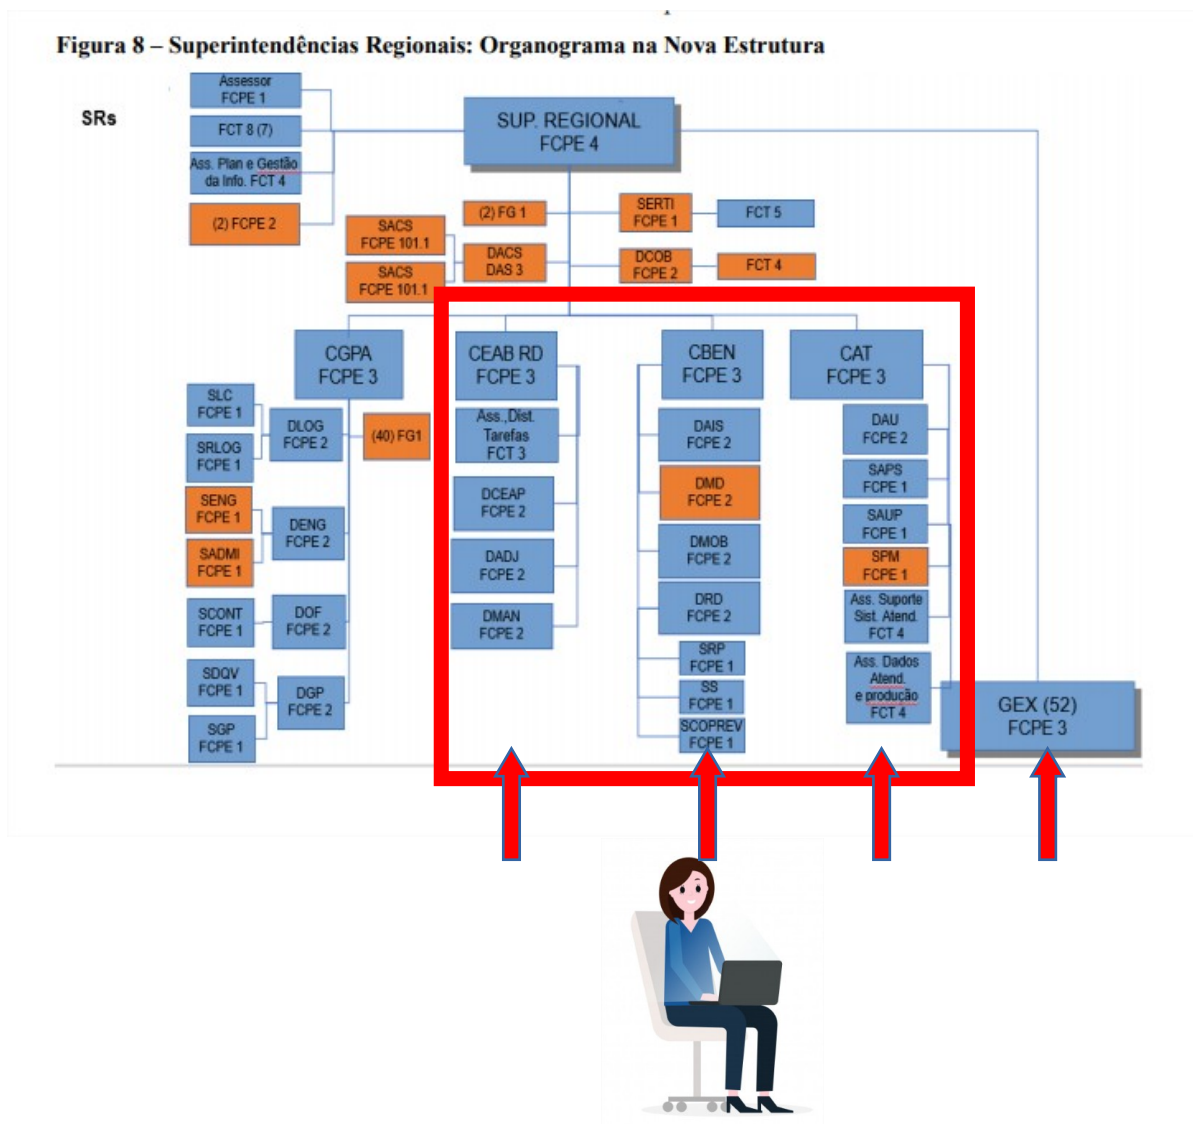 Figura 8 – Superintendências Regionais: Organograma na Nova Estrutura
SRs
Assessor
FCPE 1
FCT 8 (7)
Ass. Plan e Gestão
da Info. FCT 4
(2) FCPE 2
SUP. REGIONAL
FCPE 4
SACS
FCPE 101.1
SACS
FCPE 101.1
(2) FG 1
DACS
DAS 3
SERTI
FCPE 1
FCT 5
DCOB
FCPE 2
FCT 4
CGPA
FCPE 3
SLC
FCPE 1
SRLOG
FCPE 1
DLOG
FCPE 2
(40) FG1
SENG
FCPE 1
SADMI
FCPE 1
DENG
FCPE 2
SCONT
FCPE 1
DOF
FCPE 2
SDQV
FCPE 1
SGP
FCPE 1
DGP
FCPE 2
CEAB RD
FCPE 3
Ass.,Dist.
Tarefas
FCT 3
DCEAP
FCPE 2
DADJ
FCPE 2
DMAN
FCPE 2
CBEN
FCPE 3
DAIS
FCPE 2
DMD
FCPE 2
DMOB
FCPE 2
DRD
FCPE 2
SRP
FCPE 1
SS
FCPE 1
SCOPREV
FCPE 1
CAT
FCPE 3
DAU
FCPE 2
SAPS
FCPE 1
SAUP
FCPE 1
SPM
FCPE 1
Ass. Suporte
Sist. Atend.
FCT 4
Ass. Dados
Atend.
e produção
FCT 4
GEX (52)
FCPE 3